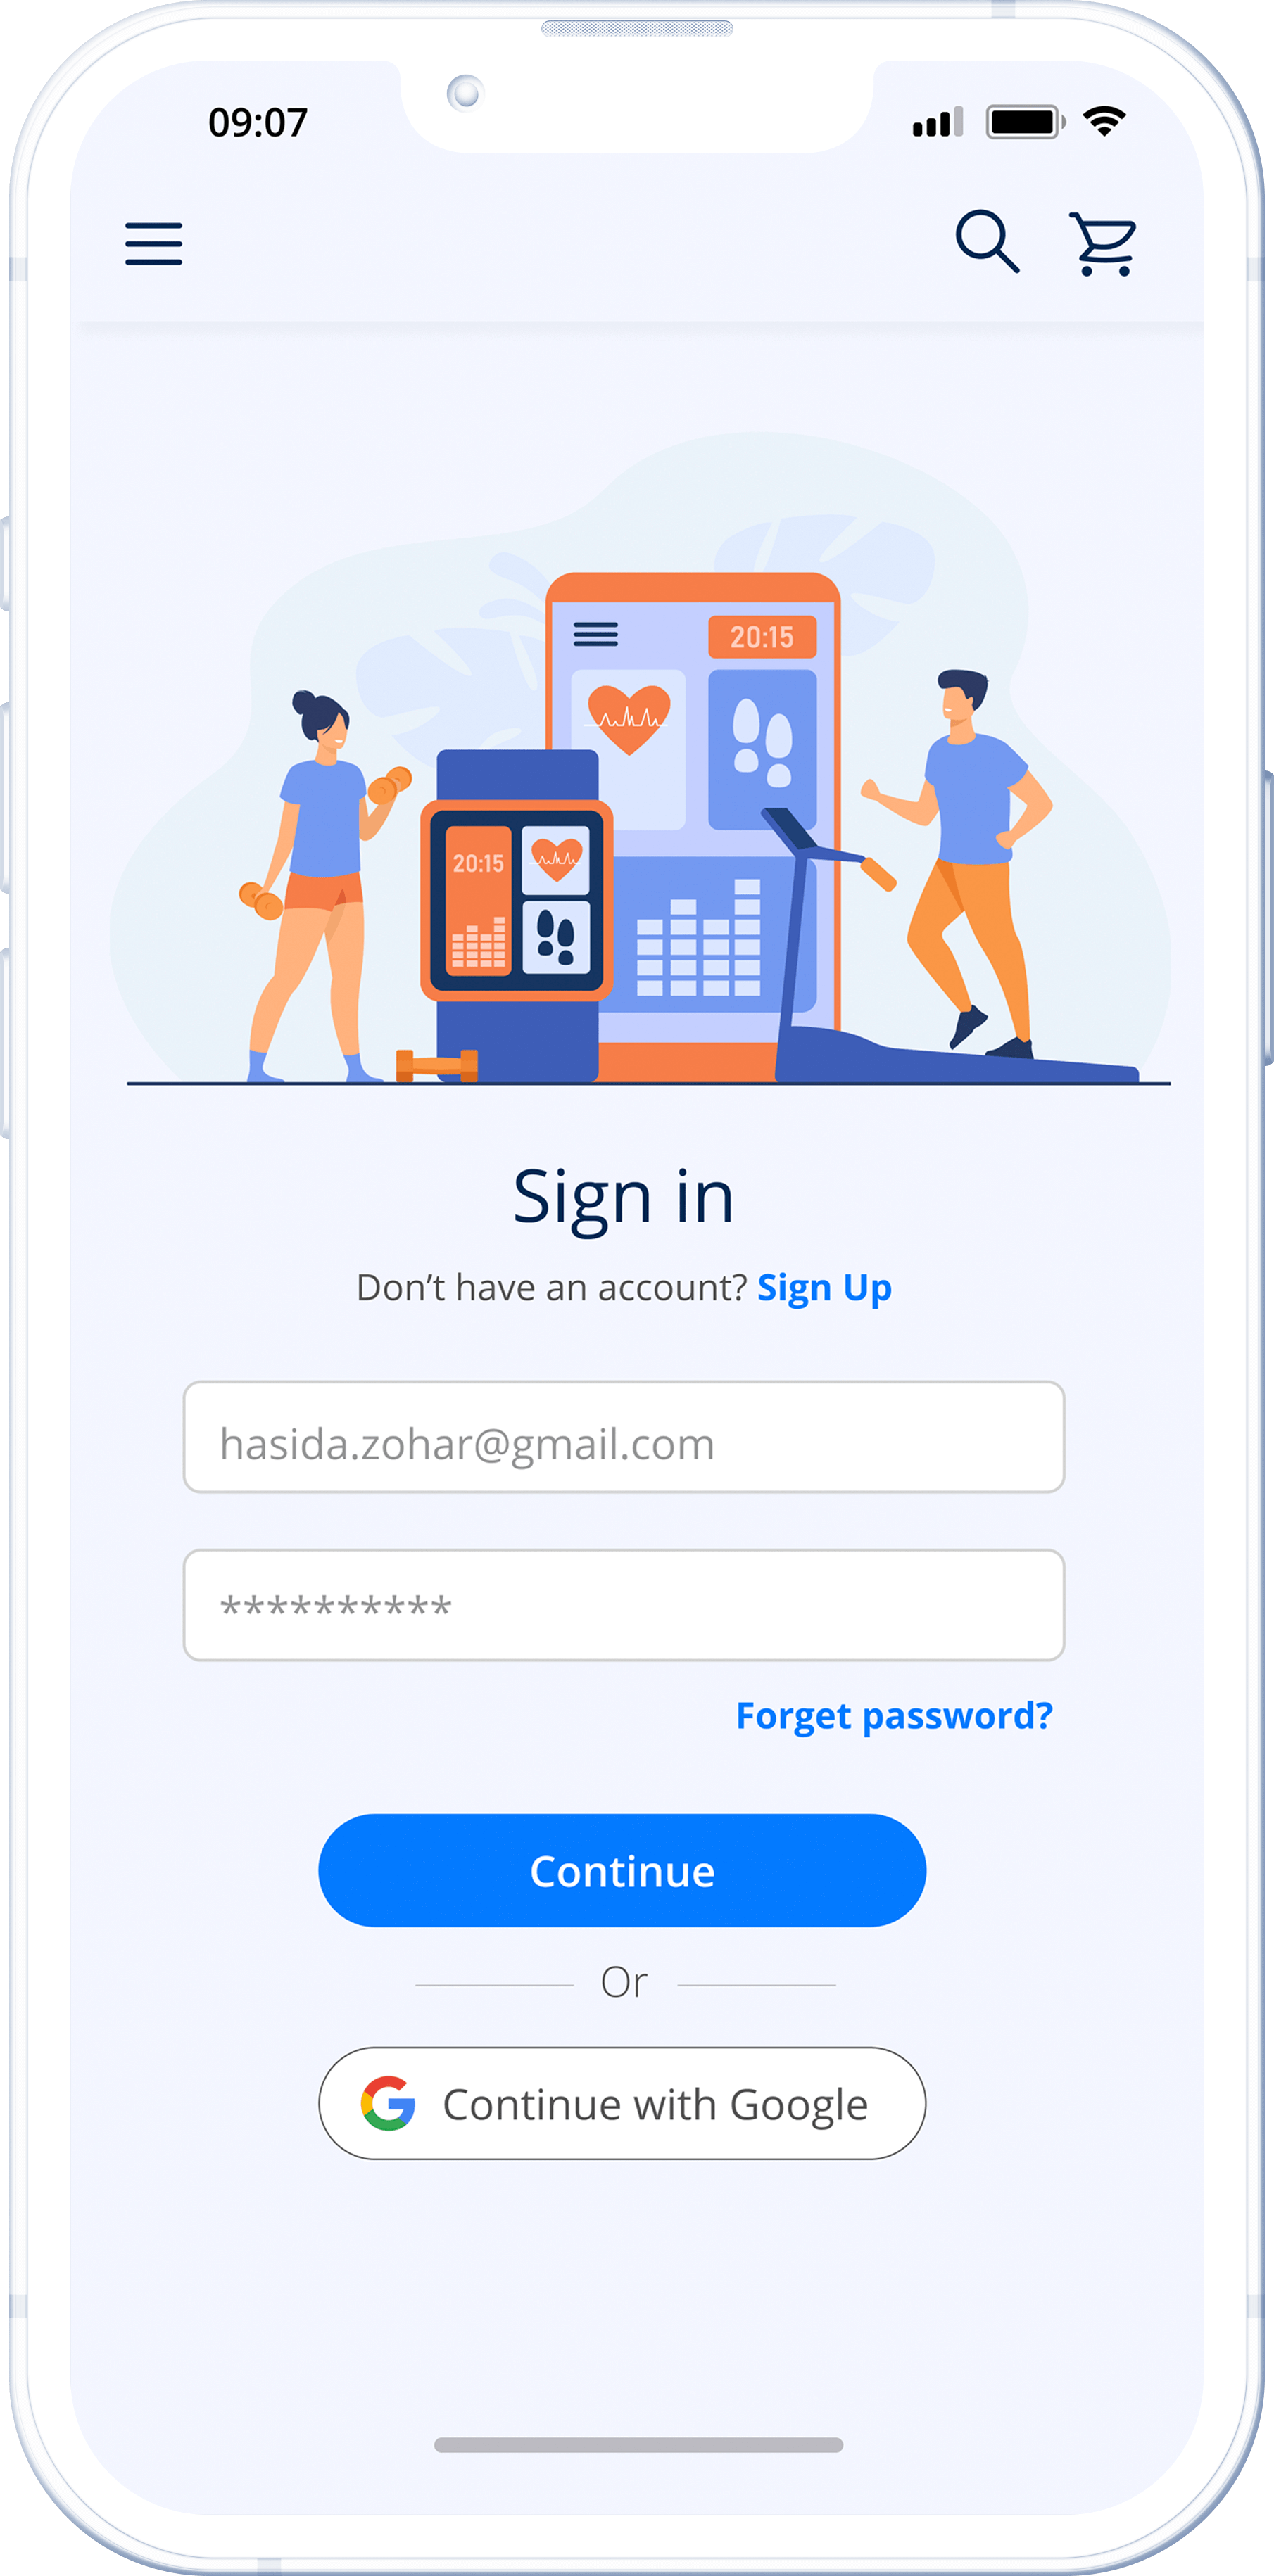 09:07
20:15
20:15
Sign in
Don’t have an account? Sign Up
hasida.zohar@gmail.com
**********
Forget password?
Continue
Or
Continue with Google